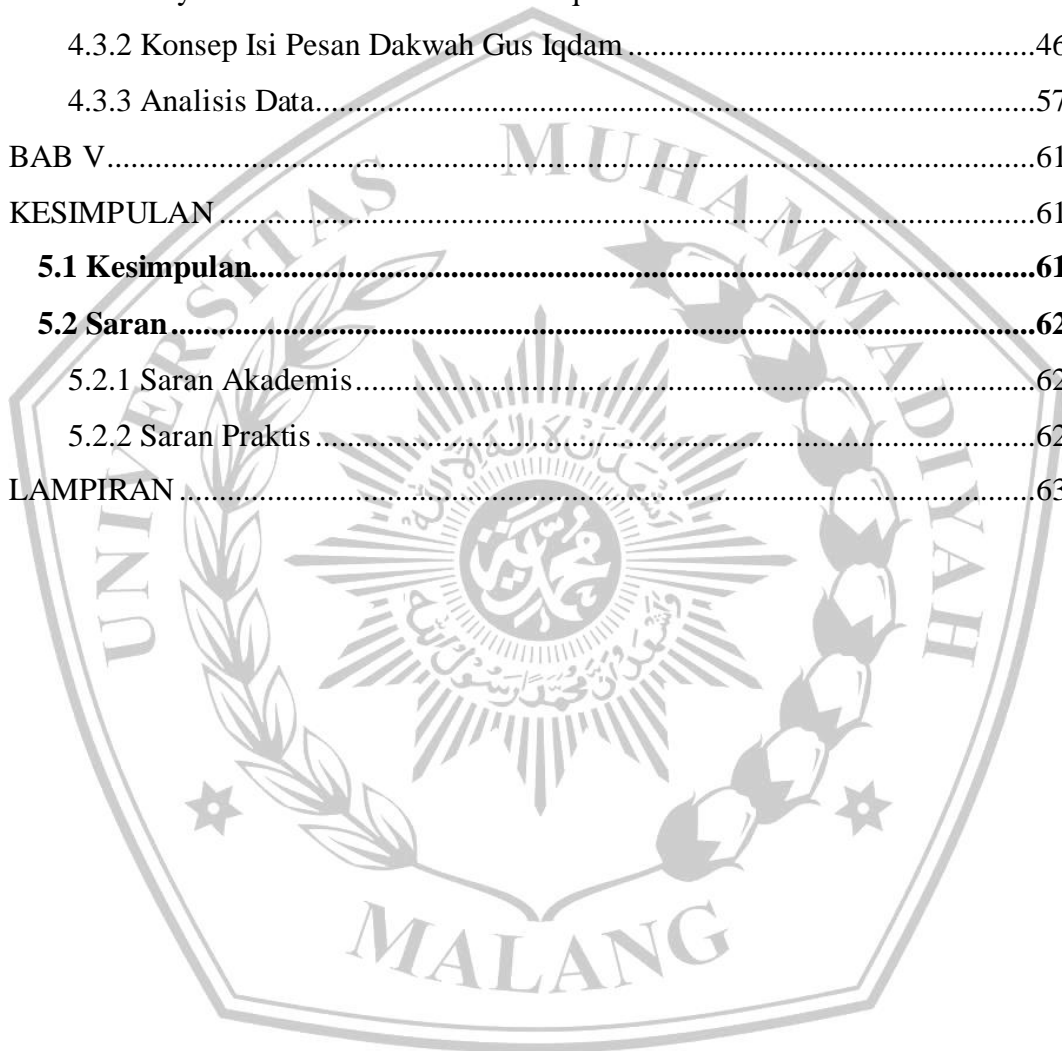 4.3.2 Konsep Isi Pesan Dakwah Gus Iqdam....................46
4.3.3 Analisis Data....................57
BAB V....................61
KESIMPULAN....................61
5.1 Kesimpulan....................61
5.2 Saran....................62
5.2.1 Saran Akademis....................62
5.2.2 Saran Praktis....................62
LAMPIRAN....................63
UNIVERSITAS MUHAMMADIYAH
MALANG